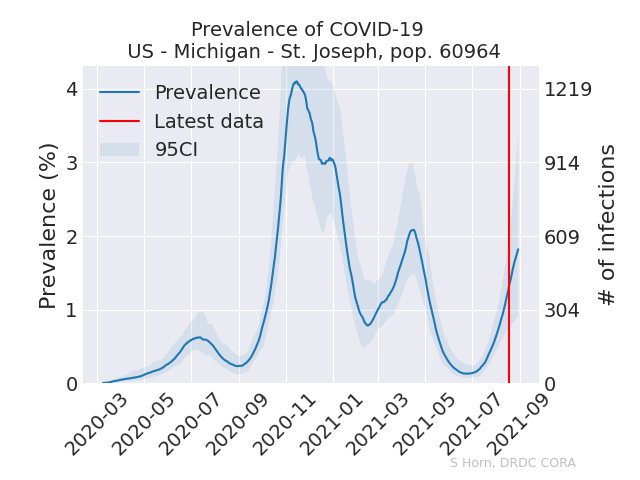 Prevalence of COVID-19
US - Michigan - St. Joseph, pop. 60964
Prevalence
Latest data
95CI
Prevalence (%)
4
3
2
1
0
1219
914
609
304
0
# of infections
2020-03
2020-05
2020-07
2020-09
2020-11
2021-01
2021-03
2021-05
2021-07
2021-09
S Horn, DRDC CORA